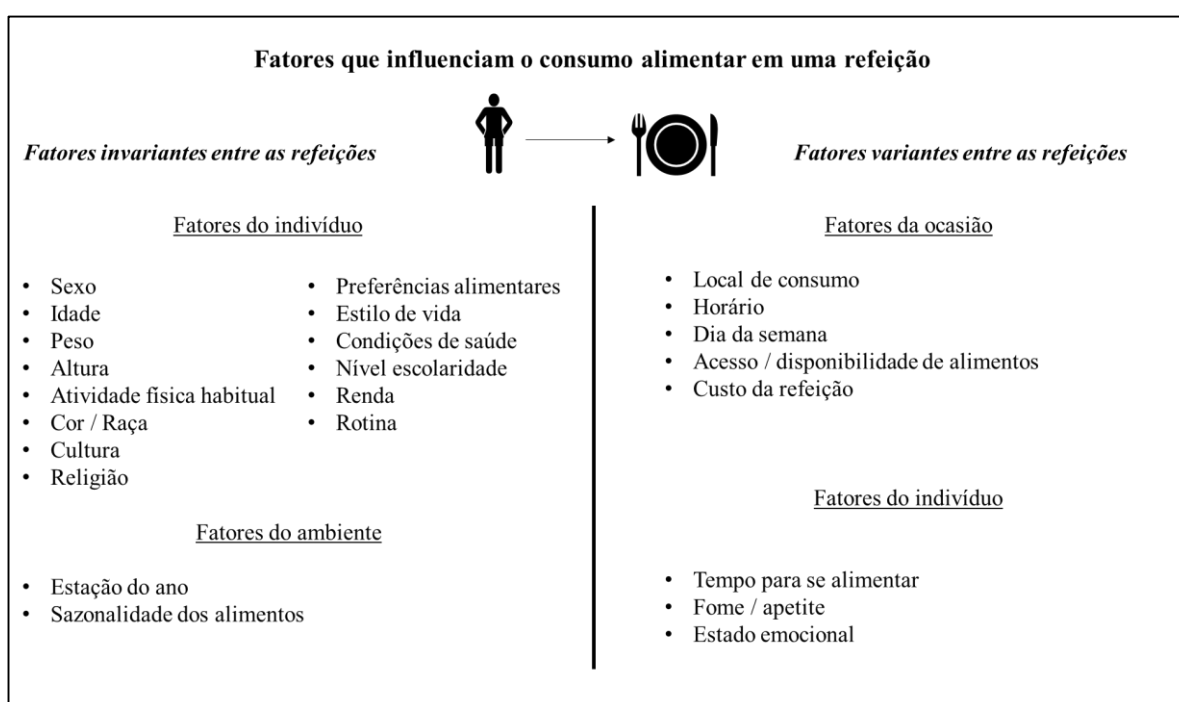 Fatores que influenciam o consumo alimentar em uma refeição
Fatores invariantes entre as refeições
Fatores do indivíduo
• Sexo
• Idade
• Peso
• Altura
• Atividade física habitual
• Cor / Raça
• Cultura
• Religião
• Preferências alimentares
• Estilo de vida
• Condições de saúde
• Nível escolaridade
• Renda
• Rotina
Fatores do ambiente
• Estação do ano
• Sazonalidade dos alimentos
Fatores variantes entre as refeições
Fatores da ocasião
• Local de consumo
• Horário
• Dia da semana
• Acesso / disponibilidade de alimentos
• Custo da refeição
Fatores do indivíduo
• Tempo para se alimentar
• Fome / apetite
• Estado emocional